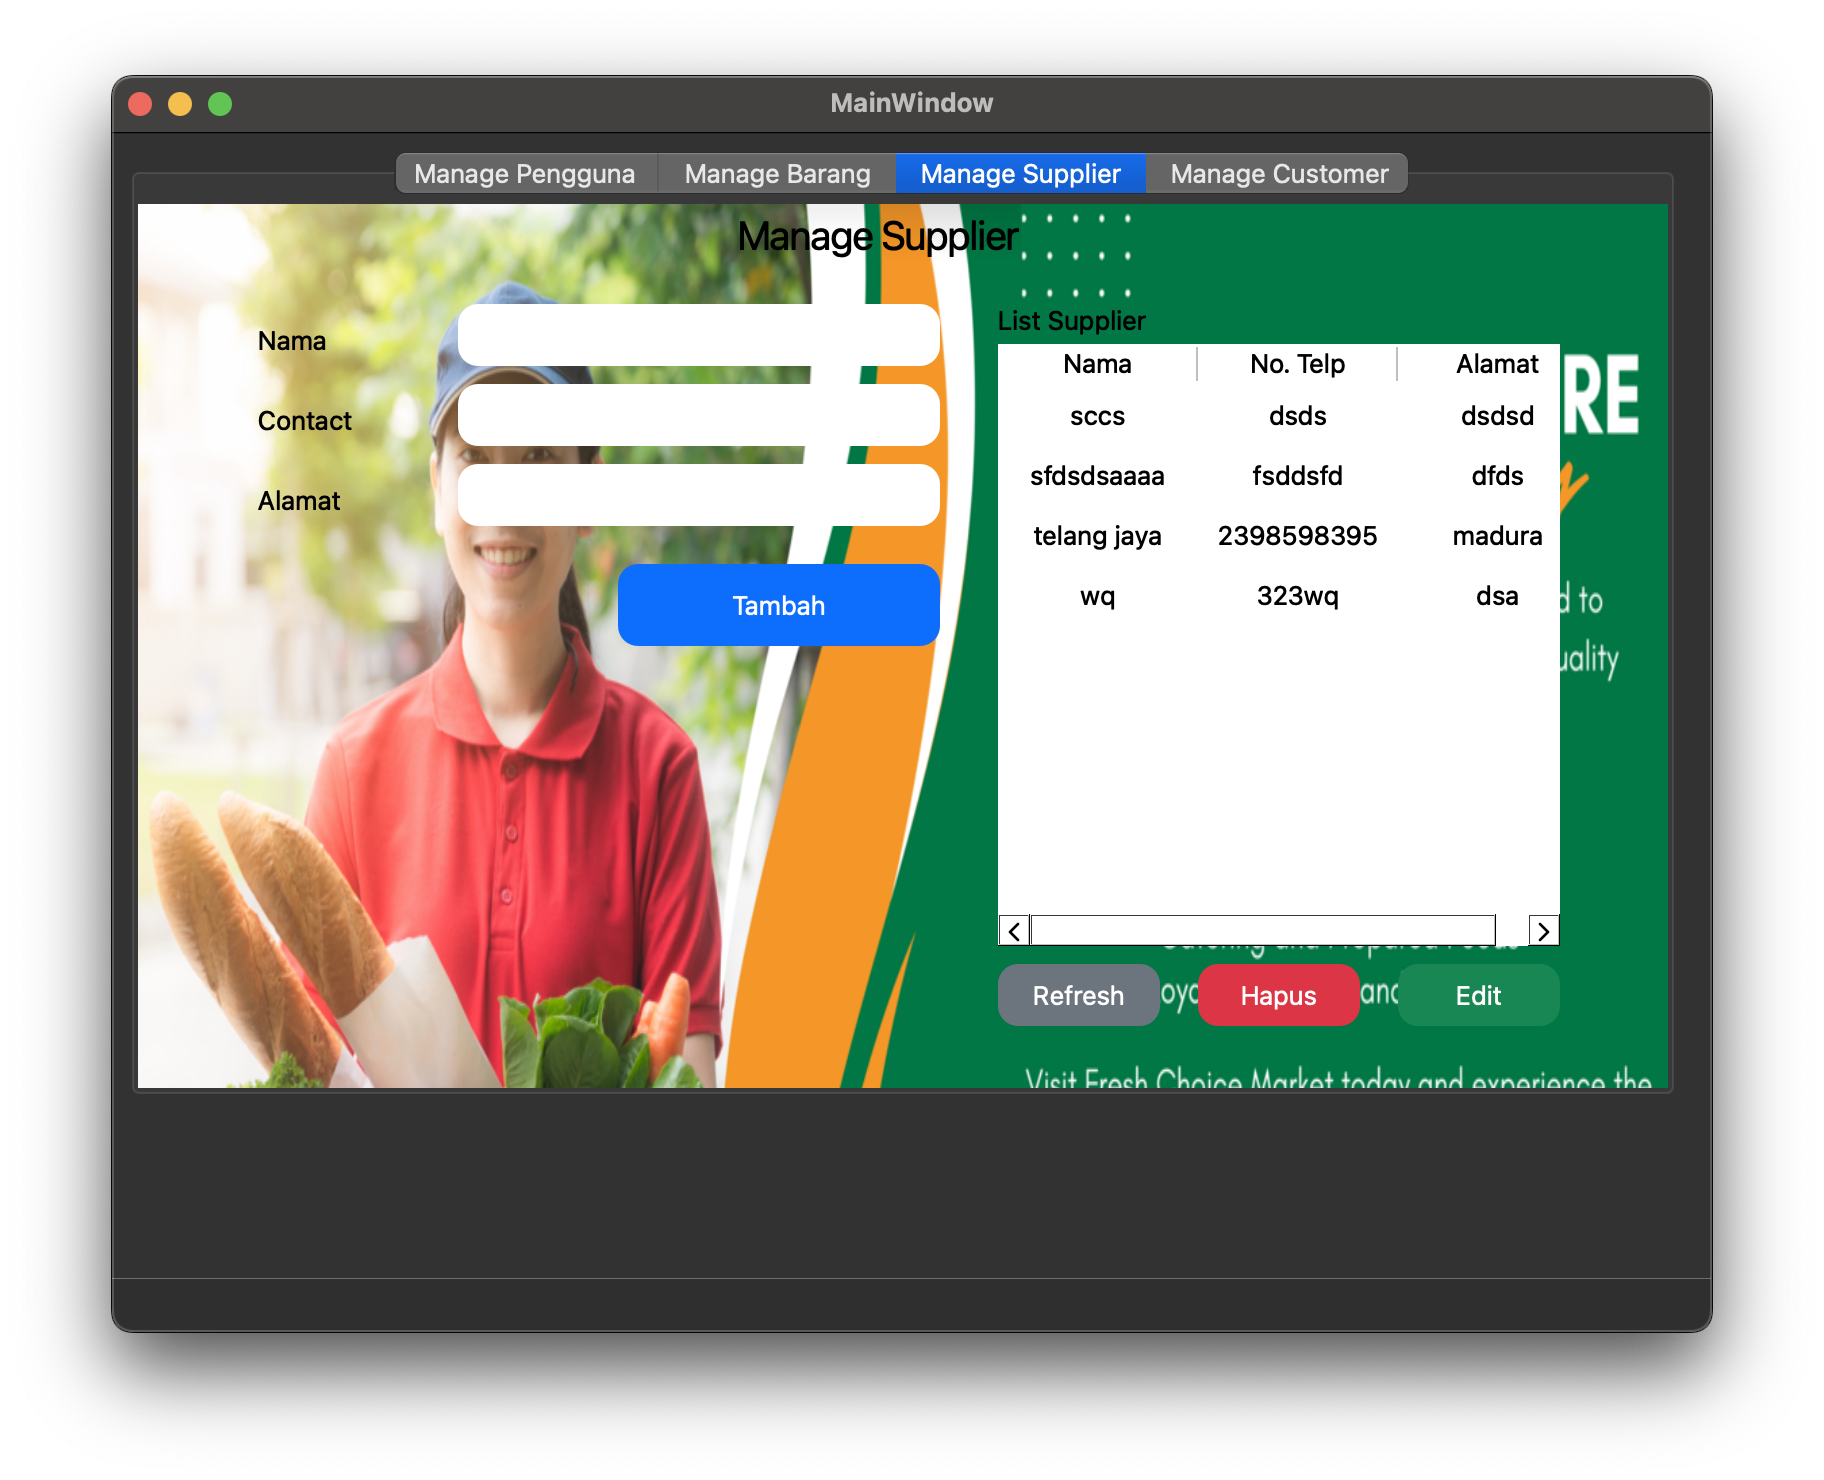 MainWindow
Manage Pengguna Manage Barang Manage Supplier Manage Customer
Manage Supplier
Nama
Contact
Alamat
Tambah
List Supplier
Nama No. Telp Alamat
sccs dsds dsdsd
sfdsdsaaaa fsddsfd dfds
telang jaya 2398598395 madura
wq 323wq dsa
RE
d to
uality
Refresh Hapus Edit
Visit Fresh Choice Market today and experience the